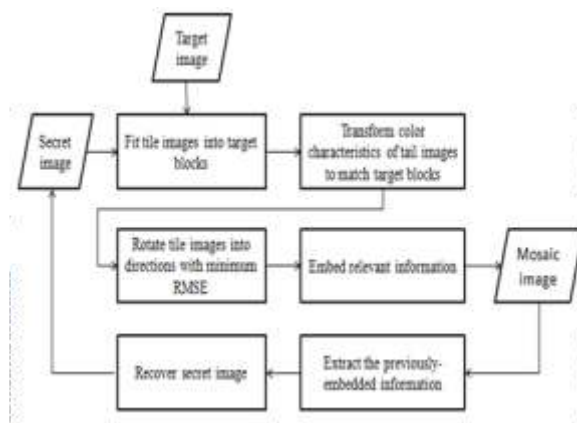 Target
image
Secret
image
Fit tile images into target
blocks
Transform color
characteristics of tail images
to match target blocks
Rotate tile images into
directions with minimum
RMSE
Embed relevant information
Mosaic
image
Recover secret image
Extract the previously-
embedded information